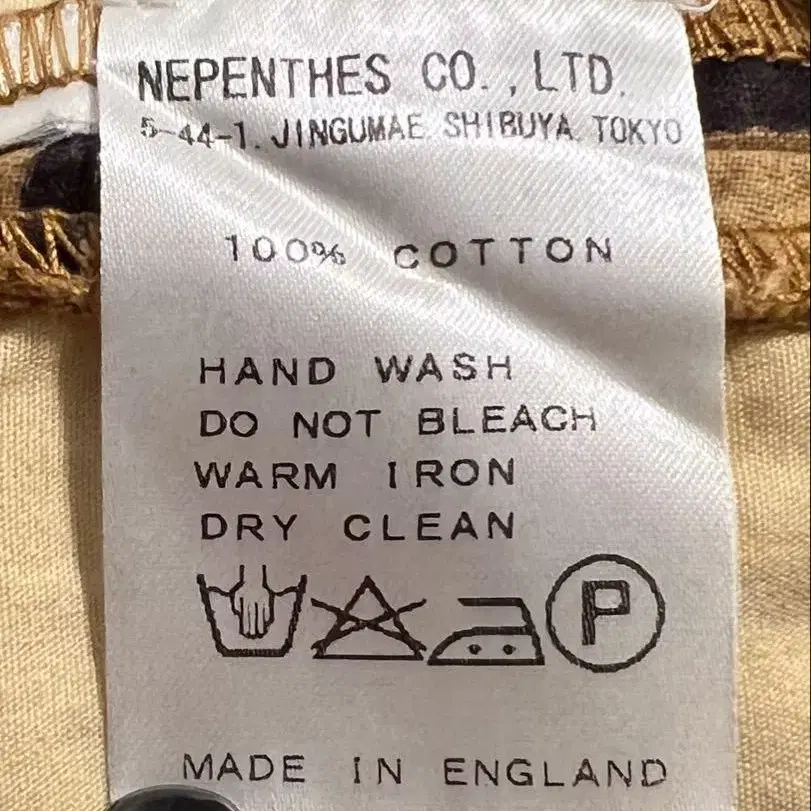 NEPENTHES CO., LTD.
5-44-1. JINGUMAE. SHIBUYA. TOKYO
100% COTTON
HAND WASH
DO NOT BLEACH
WARM IRON
DRY CLEAN
P
MADE IN ENGLAND